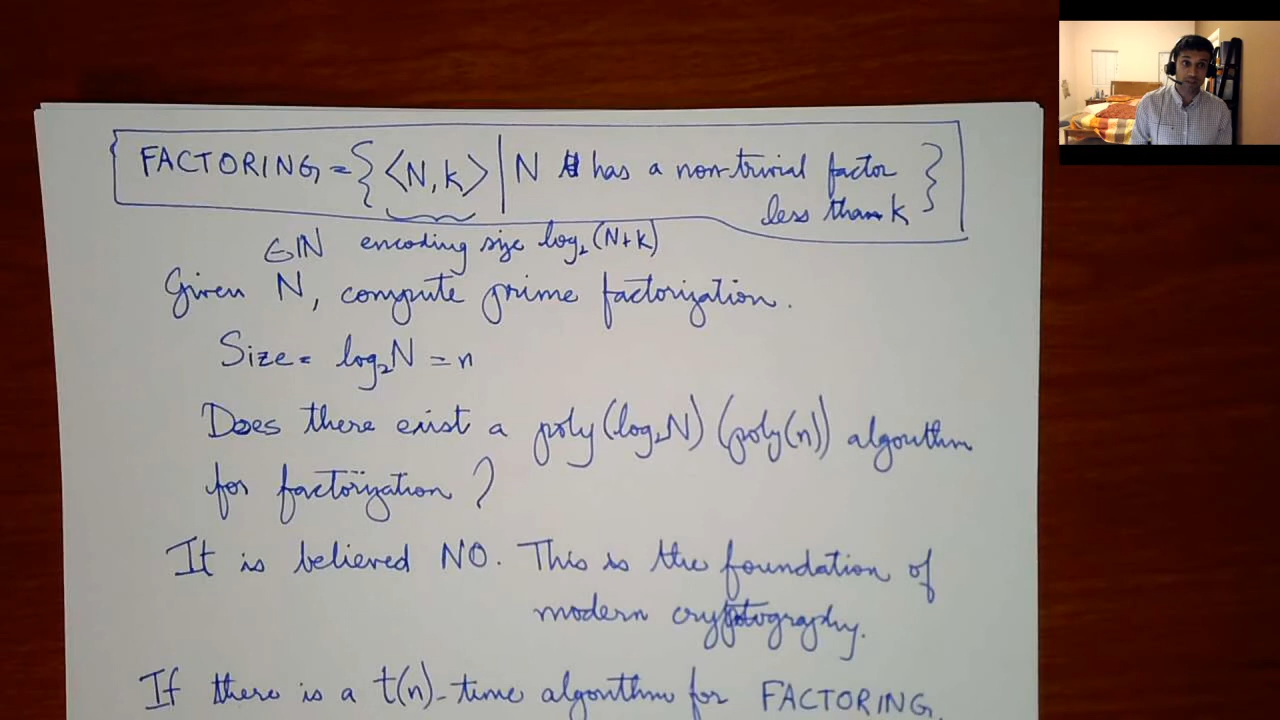 FACTORING = { ⟨N, k⟩ | N has a non-trivial factor
less than k }
∈ ℕ encoding size log₂(N+k)
Given N, compute prime factorization.
Size = log₂N = n
Does there exist a poly(log₂N) (poly(n)) algorithm
for factorization?
It is believed NO. This is the foundation of
modern cryptography.
If there is a t(n)-time algorithm for FACTORING,